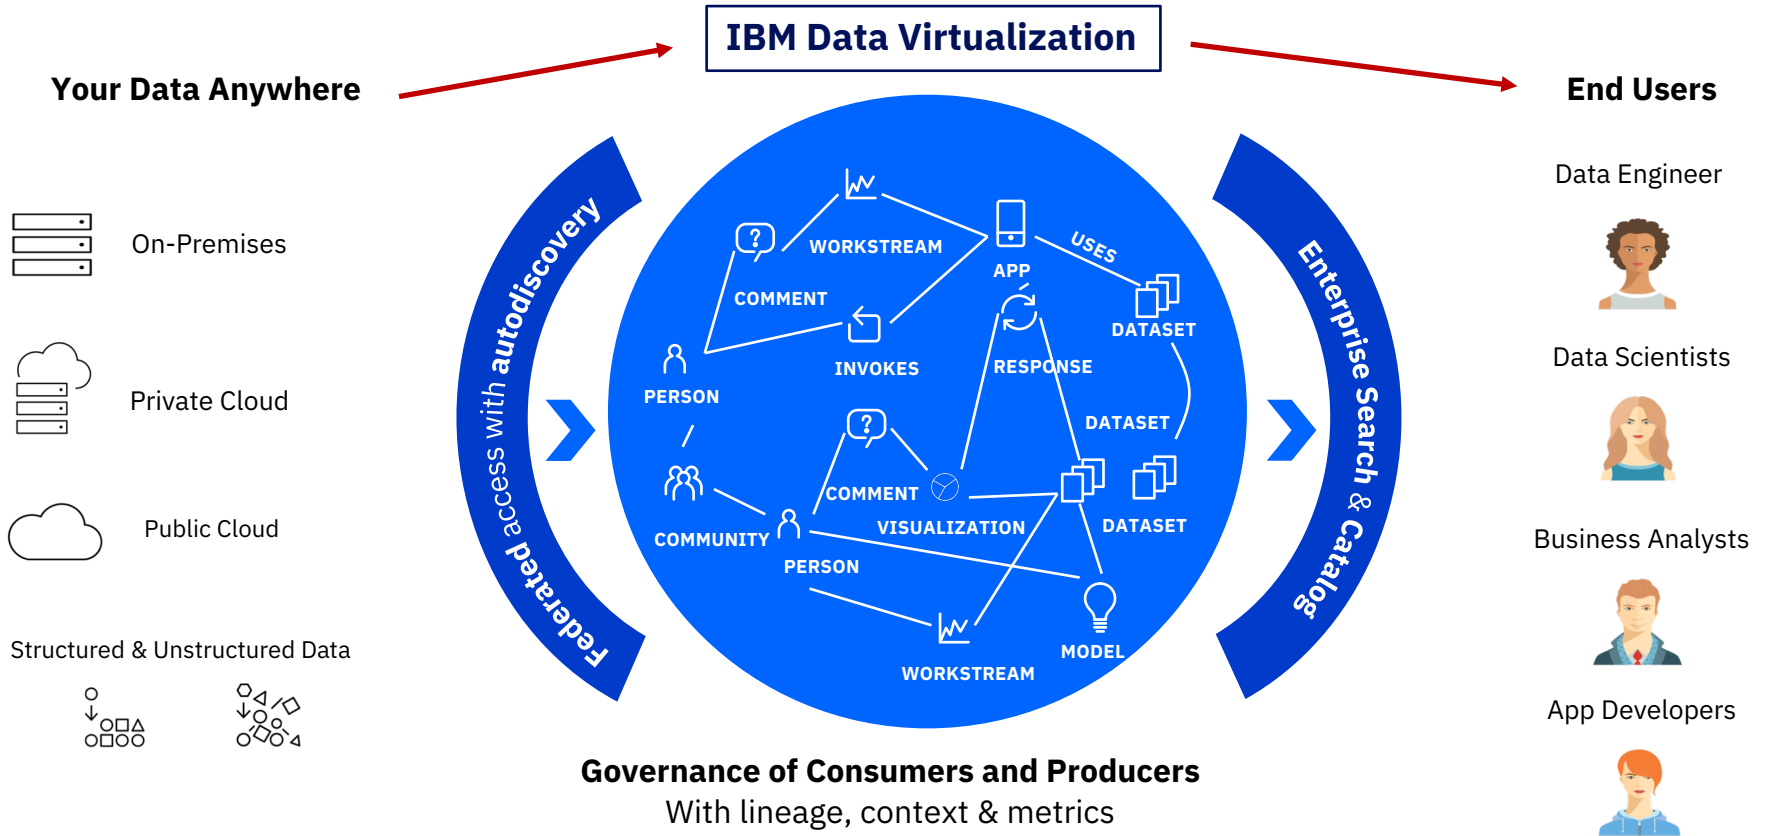 IBM Data Virtualization
Your Data Anywhere
On-Premises
Private Cloud
Public Cloud
Structured & Unstructured Data
Federated access with autodiscovery
WORKSTREAM
COMMENT
APP
USES
DATASET
INVOKES
RESPONSE
PERSON
DATASET
COMMENT
VISUALIZATION
DATASET
COMMUNITY
PERSON
MODEL
WORKSTREAM
Enterprise Search & Catalog
End Users
Data Engineer
Data Scientists
Business Analysts
App Developers
Governance of Consumers and Producers
With lineage, context & metrics